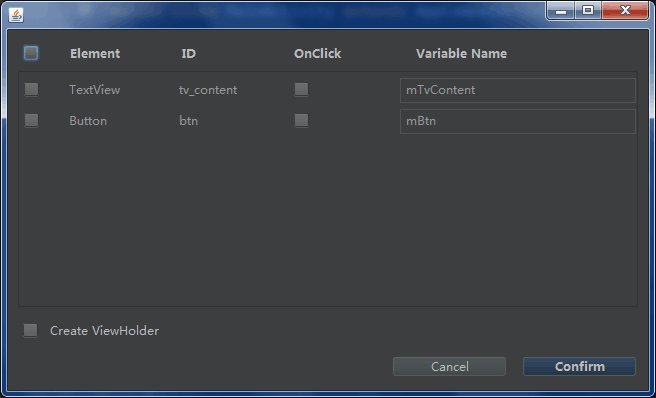 Element ID OnClick Variable Name
TextView tv_content mTvContent
Button btn mBtn
Create ViewHolder
Cancel Confirm